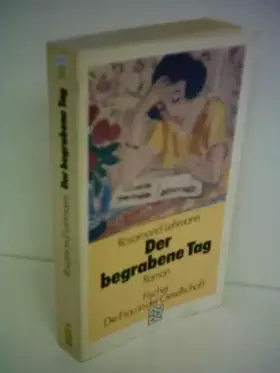 Rosamond Lehmann
Der
begrabene Tag
Roman
Fischer
Die Frau in der Gesellschaft
Rosamond Lehmann Der begrabene Tag